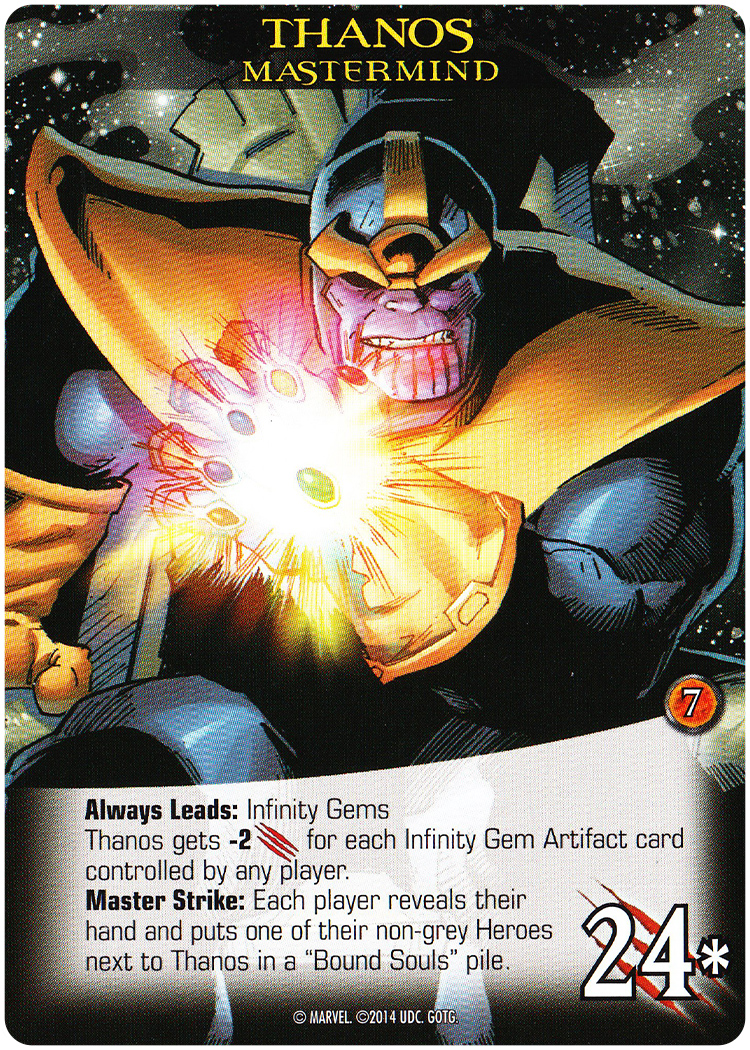 THANOS
MASTERMIND
7
Always Leads: Infinity Gems
Thanos gets -2 for each Infinity Gem Artifact card
controlled by any player.
Master Strike: Each player reveals their
hand and puts one of their non-grey Heroes
next to Thanos in a “Bound Souls” pile.
24*
© MARVEL. ©2014 UDC. GOTG.